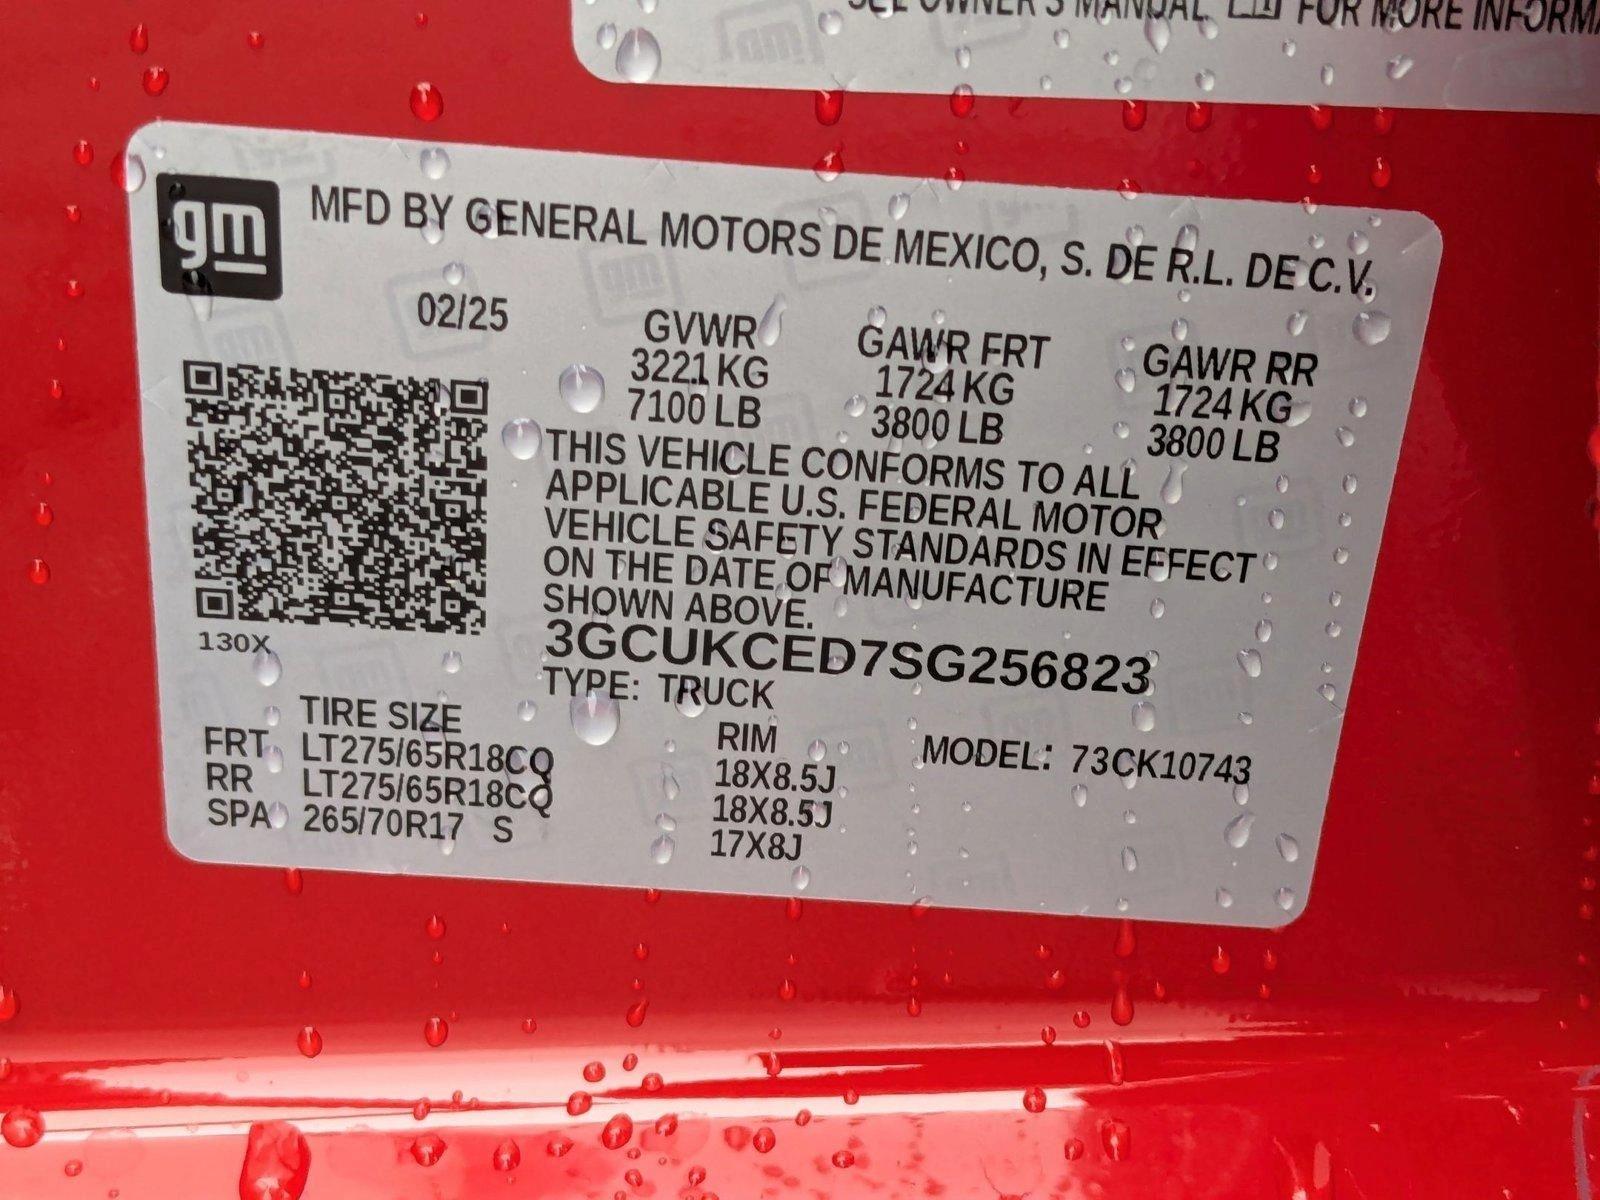 SEE OWNER'S MANUAL FOR MORE INFORMA
gm
MFD BY GENERAL MOTORS DE MEXICO, S. DE R.L. DE C.V.
02/25
GVWR GAWR FRT GAWR RR
3221 KG 1724 KG 1724 KG
7100 LB 3800 LB 3800 LB
THIS VEHICLE CONFORMS TO ALL
APPLICABLE U.S. FEDERAL MOTOR
VEHICLE SAFETY STANDARDS IN EFFECT
ON THE DATE OF MANUFACTURE
SHOWN ABOVE.
130X
3GCUKCED7SG256823
TYPE: TRUCK
TIRE SIZE RIM MODEL: 73CK10743
FRT LT275/65R18CQ 18X8.5J
RR LT275/65R18CQ 18X8.5J
SPA 265/70R17 S 17X8J